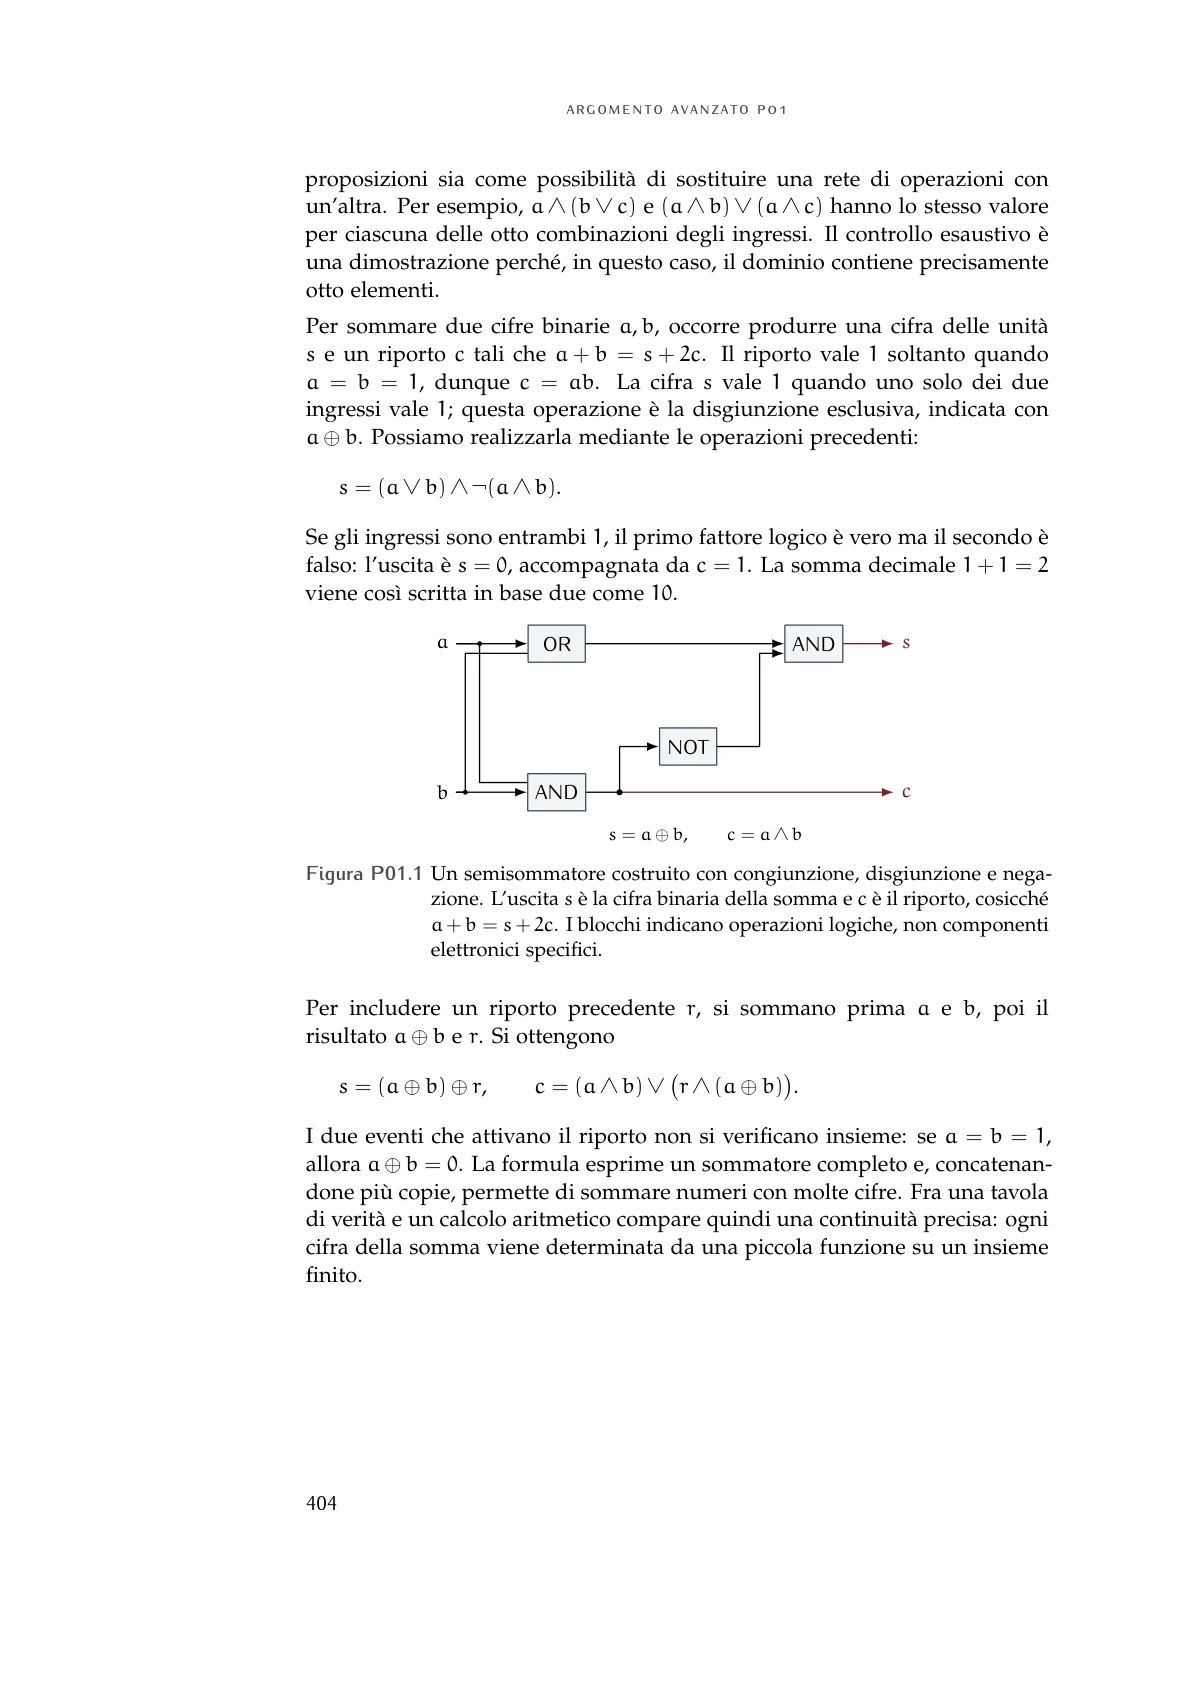 ARGOMENTO AVANZATO P01
proposizioni sia come possibilità di sostituire una rete di operazioni con
un'altra. Per esempio, a ∧ (b ∨ c) e (a ∧ b) ∨ (a ∧ c) hanno lo stesso valore
per ciascuna delle otto combinazioni degli ingressi. Il controllo esaustivo è
una dimostrazione perché, in questo caso, il dominio contiene precisamente
otto elementi.
Per sommare due cifre binarie a, b, occorre produrre una cifra delle unità
s e un riporto c tali che a + b = s + 2c. Il riporto vale 1 soltanto quando
a = b = 1, dunque c = ab. La cifra s vale 1 quando uno solo dei due
ingressi vale 1; questa operazione è la disgiunzione esclusiva, indicata con
a ⊕ b. Possiamo realizzarla mediante le operazioni precedenti:
s = (a ∨ b) ∧ ¬(a ∧ b).
Se gli ingressi sono entrambi 1, il primo fattore logico è vero ma il secondo è
falso: l'uscita è s = 0, accompagnata da c = 1. La somma decimale 1 + 1 = 2
viene così scritta in base due come 10.
a OR AND s
NOT
b AND c
s = a ⊕ b, c = a ∧ b
Figura P01.1 Un semisommatore costruito con congiunzione, disgiunzione e nega-
zione. L'uscita s è la cifra binaria della somma e c è il riporto, cosicché
a + b = s + 2c. I blocchi indicano operazioni logiche, non componenti
elettronici specifici.
Per includere un riporto precedente r, si sommano prima a e b, poi il
risultato a ⊕ b e r. Si ottengono
s = (a ⊕ b) ⊕ r, c = (a ∧ b) ∨ (r ∧ (a ⊕ b)).
I due eventi che attivano il riporto non si verificano insieme: se a = b = 1,
allora a ⊕ b = 0. La formula esprime un sommatore completo e, concatenan-
done più copie, permette di sommare numeri con molte cifre. Fra una tavola
di verità e un calcolo aritmetico compare quindi una continuità precisa: ogni
cifra della somma viene determinata da una piccola funzione su un insieme
finito.
404